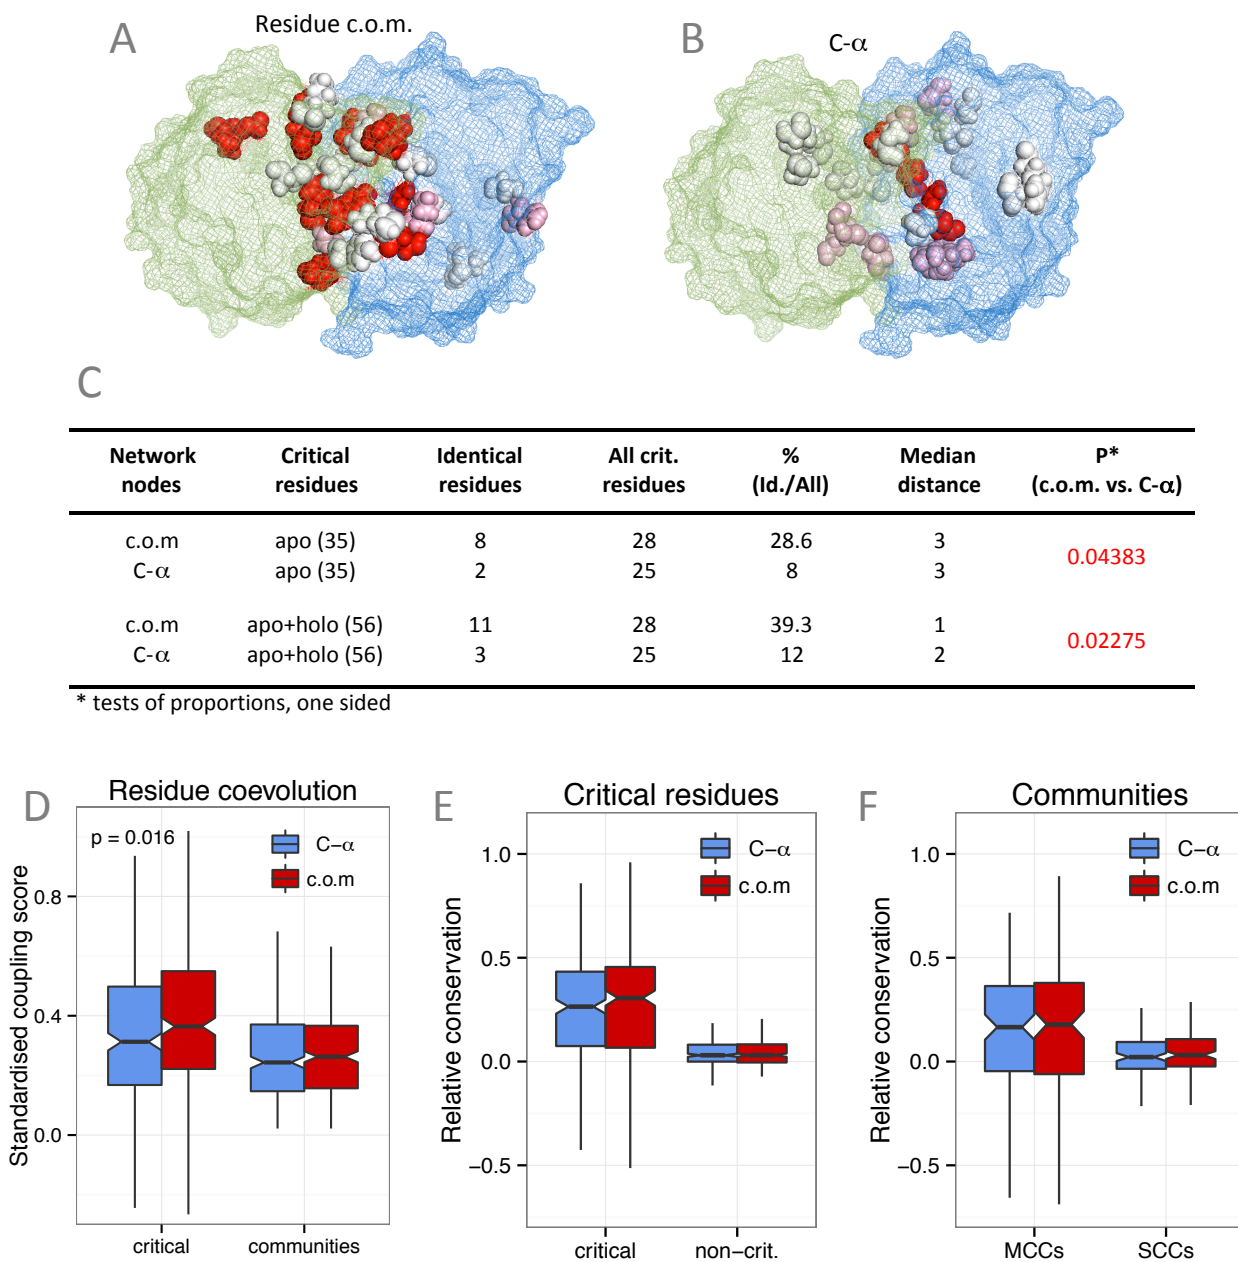 A
Residue c.o.m.
B
C-α
C
Network nodes
Critical residues
Identical residues
All crit. residues
% (Id./All)
Median distance
P* (c.o.m. vs. C-α)
c.o.m apo (35) 8 28 28.6 3
0.04383
C-α apo (35) 2 25 8 3
c.o.m apo+holo (56) 11 28 39.3 1
0.02275
C-α apo+holo (56) 3 25 12 2
* tests of proportions, one sided
D
Residue coevolution
p = 0.016
C−α
c.o.m
Standardised coupling score
0.8
0.4
0.0
critical communities
E
Critical residues
C−α
c.o.m
Relative conservation
1.0
0.5
0.0
−0.5
critical non−crit.
F
Communities
C−α
c.o.m
Relative conservation
1.0
0.5
0.0
−0.5
MCCs SCCs